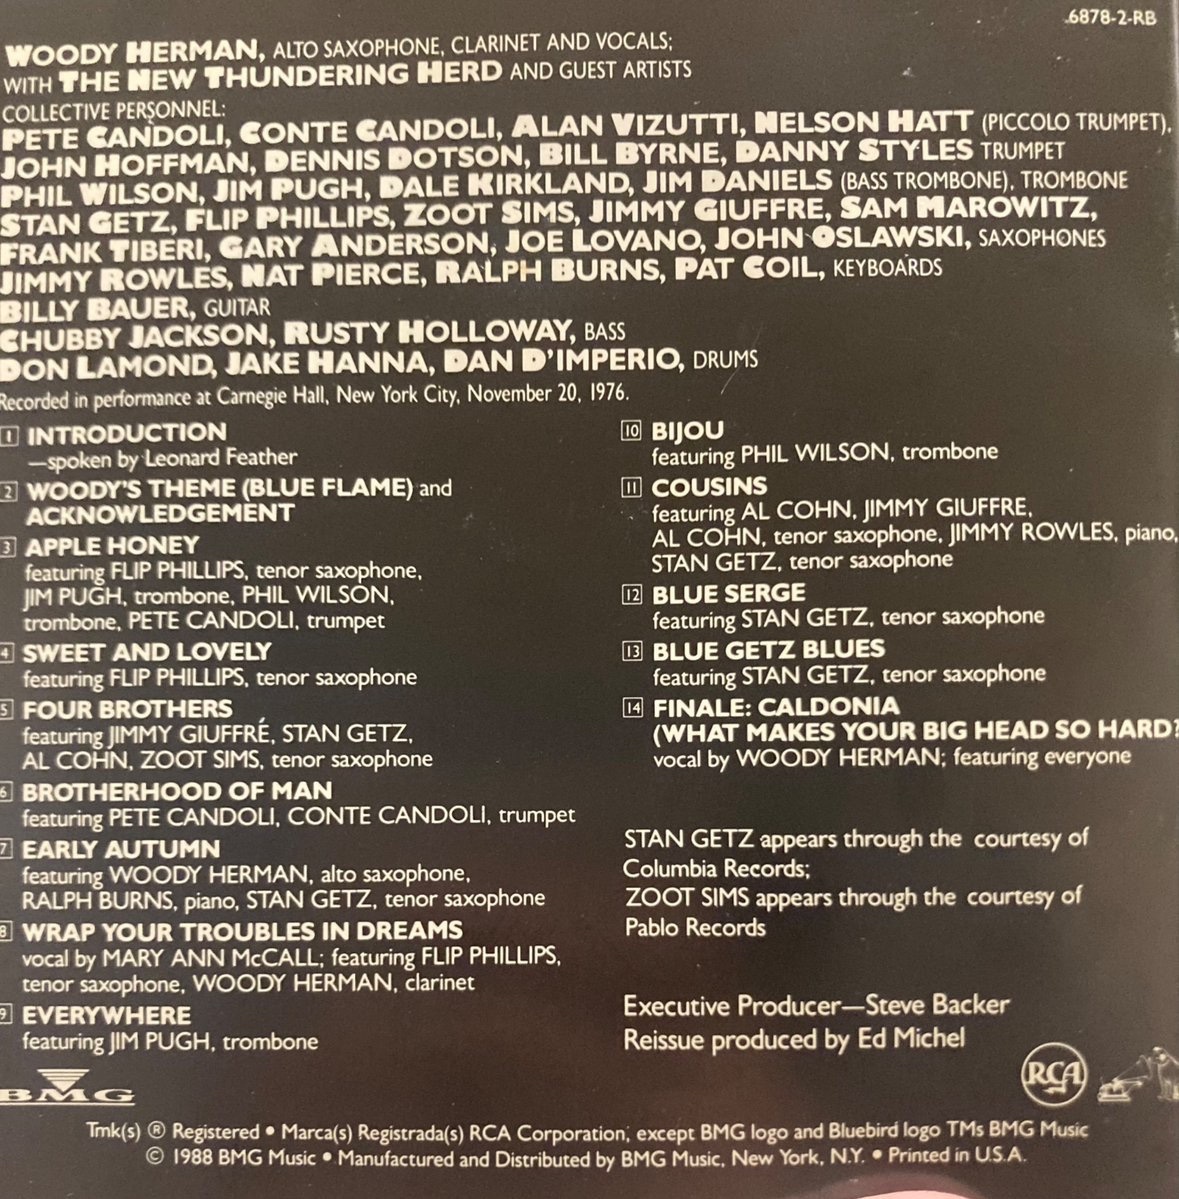 6878-2-RB
WOODY HERMAN, ALTO SAXOPHONE, CLARINET AND VOCALS;
WITH THE NEW THUNDERING HERD AND GUEST ARTISTS
COLLECTIVE PERSONNEL:
PETE CANDOLI, CONTE CANDOLI, ALAN VIZUTTI, NELSON HATT (PICCOLO TRUMPET),
JOHN HOFFMAN, DENNIS DOTSON, BILL BYRNE, DANNY STYLES TRUMPET
PHIL WILSON, JIM PUGH, DALE KIRKLAND, JIM DANIELS (BASS TROMBONE), TROMBONE
STAN GETZ, FLIP PHILLIPS, ZOOT SIMS, JIMMY GIUFFRE, SAM MAROWITZ,
FRANK TIBERI, GARY ANDERSON, JOE LOVANO, JOHN OSLAWSKI, SAXOPHONES
JIMMY ROWLES, NAT PIERCE, RALPH BURNS, PAT COIL, KEYBOARDS
BILLY BAUER, GUITAR
CHUBBY JACKSON, RUSTY HOLLOWAY, BASS
DON LAMOND, JAKE HANNA, DAN D'IMPERIO, DRUMS
Recorded in performance at Carnegie Hall, New York City, November 20, 1976.
1 INTRODUCTION
—spoken by Leonard Feather
2 WOODY'S THEME (BLUE FLAME) and
ACKNOWLEDGEMENT
3 APPLE HONEY
featuring FLIP PHILLIPS, tenor saxophone,
JIM PUGH, trombone, PHIL WILSON,
trombone, PETE CANDOLI, trumpet
4 SWEET AND LOVELY
featuring FLIP PHILLIPS, tenor saxophone
5 FOUR BROTHERS
featuring JIMMY GIUFFRÉ, STAN GETZ,
AL COHN, ZOOT SIMS, tenor saxophone
6 BROTHERHOOD OF MAN
featuring PETE CANDOLI, CONTE CANDOLI, trumpet
7 EARLY AUTUMN
featuring WOODY HERMAN, alto saxophone,
RALPH BURNS, piano, STAN GETZ, tenor saxophone
8 WRAP YOUR TROUBLES IN DREAMS
vocal by MARY ANN McCALL; featuring FLIP PHILLIPS,
tenor saxophone, WOODY HERMAN, clarinet
9 EVERYWHERE
featuring JIM PUGH, trombone
10 BIJOU
featuring PHIL WILSON, trombone
11 COUSINS
featuring AL COHN, JIMMY GIUFFRE,
AL COHN, tenor saxophone, JIMMY ROWLES, piano,
STAN GETZ, tenor saxophone
12 BLUE SERGE
featuring STAN GETZ, tenor saxophone
13 BLUE GETZ BLUES
featuring STAN GETZ, tenor saxophone
14 FINALE: CALDONIA
(WHAT MAKES YOUR BIG HEAD SO HARD?
vocal by WOODY HERMAN; featuring everyone
STAN GETZ appears through the courtesy of
Columbia Records;
ZOOT SIMS appears through the courtesy of
Pablo Records
Executive Producer—Steve Backer
Reissue produced by Ed Michel
BMG
RCA
Tmk(s) ® Registered • Marca(s) Registrada(s) RCA Corporation, except BMG logo and Bluebird logo TMs BMG Music
© 1988 BMG Music • Manufactured and Distributed by BMG Music, New York, N.Y. • Printed in U.S.A.